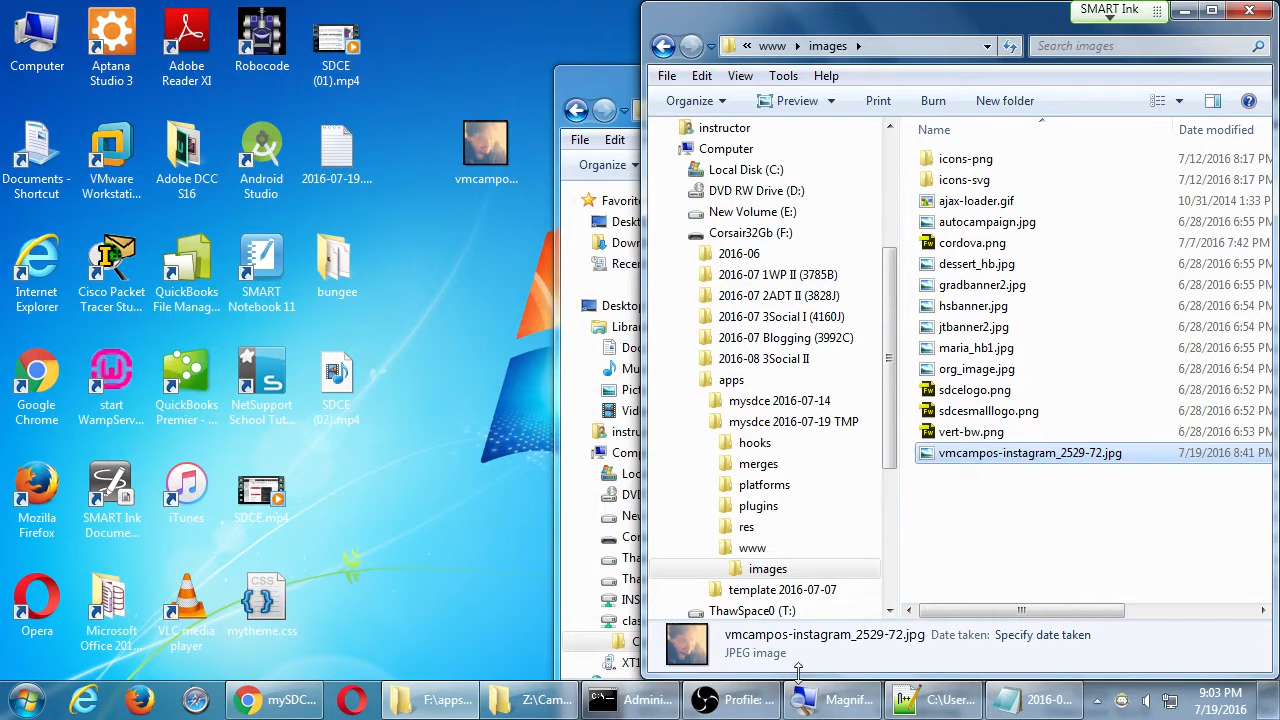 Computer
Aptana
Studio 3
Adobe
Reader XI
Robocode
SDCE
(01).mp4
Documents -
Shortcut
VMware
Workstati...
Adobe DCC
S16
Android
Studio
2016-07-19....
vmcampo...
Internet
Explorer
Cisco Packet
Tracer Stu...
QuickBooks
File Manag...
SMART
Notebook 11
bungee
Google
Chrome
start
WampServ...
QuickBooks
Premier - ...
NetSupport
School Tut...
SDCE
(02).mp4
Mozilla
Firefox
SMART Ink
Docume...
iTunes
SDCE.mp4
Opera
Microsoft
Office 201...
VLC media
player
CSS
mytheme.css
File Edit
Organize
Favorite
Deskt
Down
Recen
Desktop
Librar
Doc
Mus
Pict
Vide
instru
Comp
Loc
DVD
New
Cor
Tha
Tha
INS
clas
C
XT1
SMART Ink
« www images
Search images
File Edit View Tools Help
Organize Preview Print Burn New folder
instructor
Computer
Local Disk (C:)
DVD RW Drive (D:)
New Volume (E:)
Corsair32Gb (F:)
2016-06
2016-07 1WP II (3785B)
2016-07 2ADT II (3828J)
2016-07 3Social I (4160J)
2016-07 Blogging (3992C)
2016-08 3Social II
apps
mysdce 2016-07-14
mysdce 2016-07-19 TMP
hooks
merges
platforms
plugins
res
www
images
template 2016-07-07
ThawSpace0 (T:)
Name Date modified
icons-png 7/12/2016 8:17 PM
icons-svg 7/12/2016 8:17 PM
ajax-loader.gif 10/31/2014 1:33 P
autocampaign.jpg 6/28/2016 6:55 PM
cordova.png 7/7/2016 7:42 PM
dessert_hb.jpg 6/28/2016 6:55 PM
gradbanner2.jpg 6/28/2016 6:55 PM
hsbanner.jpg 6/28/2016 6:54 PM
jtbanner2.jpg 6/28/2016 6:54 PM
maria_hb1.jpg 6/28/2016 6:54 PM
org_image.jpg 6/28/2016 6:54 PM
sdcelogo.png 6/28/2016 6:52 PM
sdcesmalllogo.png 6/28/2016 6:52 PM
vert-bw.png 6/28/2016 6:53 PM
vmcampos-instagram_2529-72.jpg 7/19/2016 8:41 PM
vmcampos-instagram_2529-72.jpg Date taken: Specify date taken
JPEG image
mySDC...
F:\apps...
Z:\Cam...
Admini...
Profile: ...
Magnif...
C:\User...
2016-0...
9:03 PM
7/19/2016